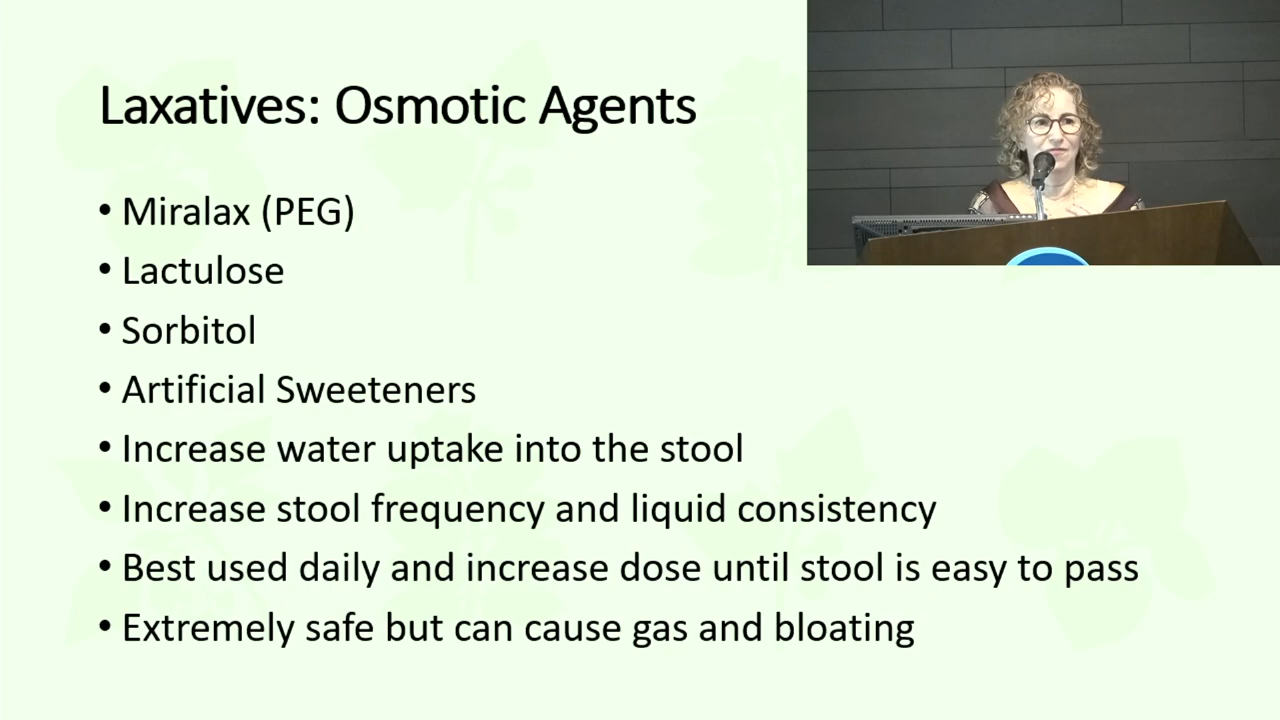 Laxatives: Osmotic Agents
• Miralax (PEG)
• Lactulose
• Sorbitol
• Artificial Sweeteners
• Increase water uptake into the stool
• Increase stool frequency and liquid consistency
• Best used daily and increase dose until stool is easy to pass
• Extremely safe but can cause gas and bloating